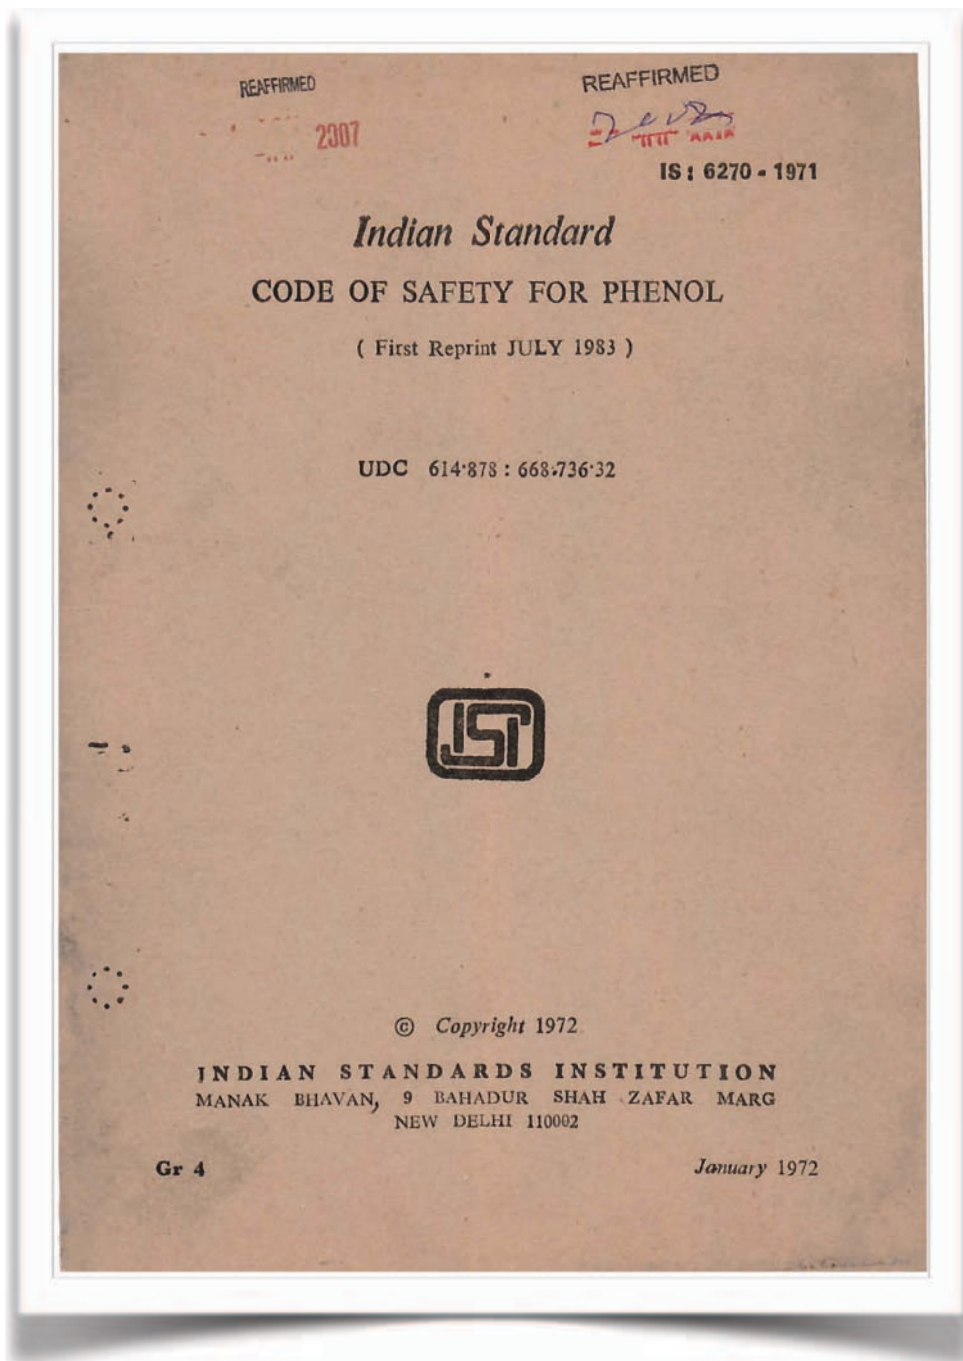 REAFFIRMED
REAFFIRMED
2007
IS : 6270 - 1971
Indian Standard
CODE OF SAFETY FOR PHENOL
( First Reprint JULY 1983 )
UDC 614·878 : 668.736·32
ISI
© Copyright 1972
INDIAN STANDARDS INSTITUTION
MANAK BHAVAN, 9 BAHADUR SHAH ZAFAR MARG
NEW DELHI 110002
Gr 4
January 1972